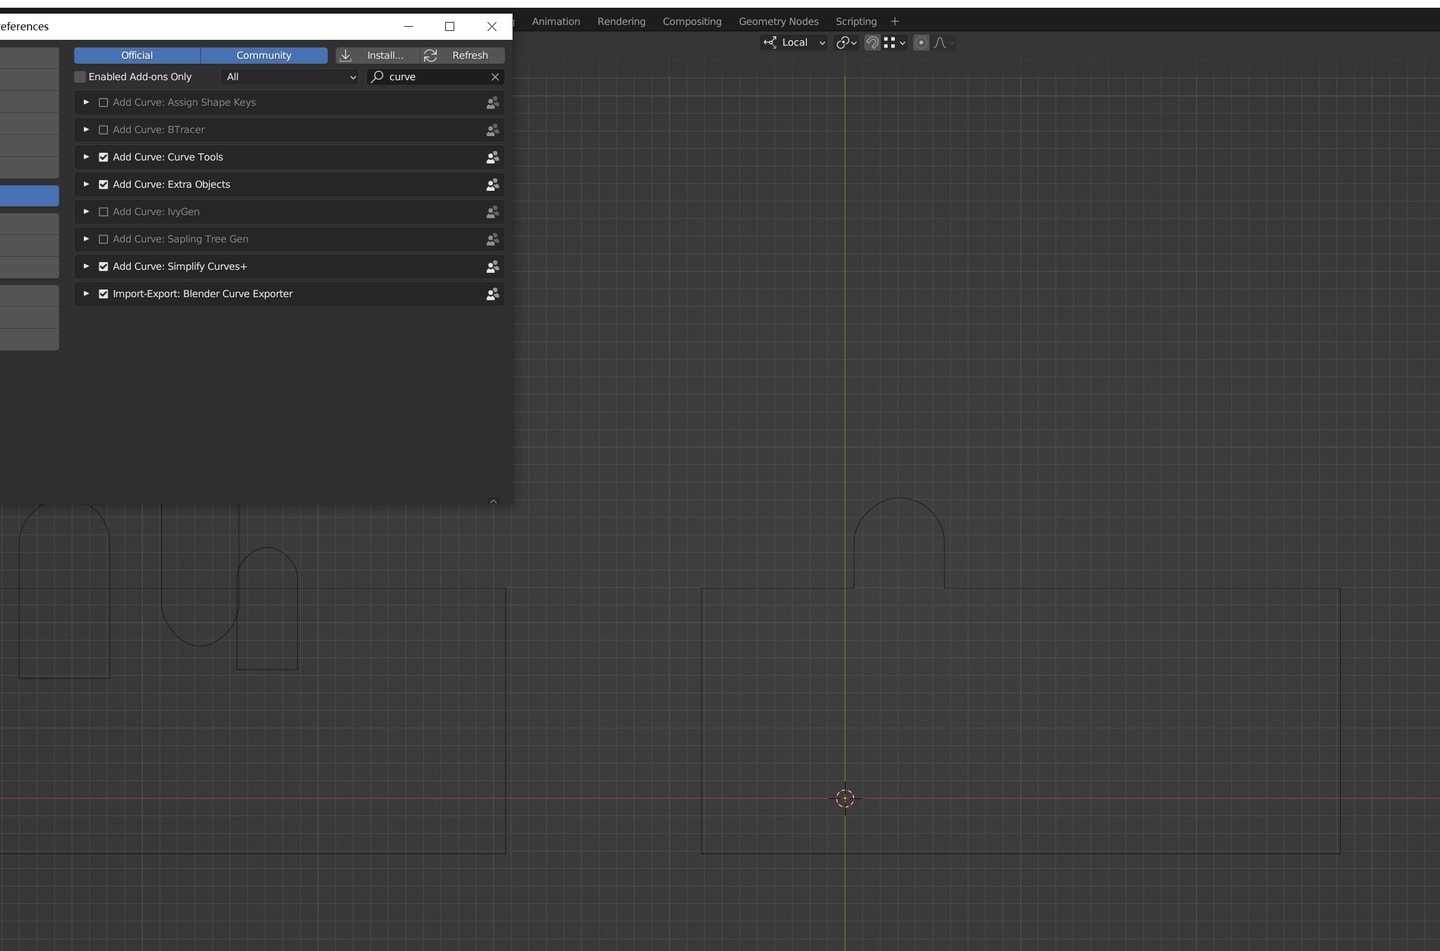 eferences
Animation Rendering Compositing Geometry Nodes Scripting +
Official Community Install... Refresh
Local
Enabled Add-ons Only All curve
Add Curve: Assign Shape Keys
Add Curve: BTracer
Add Curve: Curve Tools
Add Curve: Extra Objects
Add Curve: IvyGen
Add Curve: Sapling Tree Gen
Add Curve: Simplify Curves+
Import-Export: Blender Curve Exporter